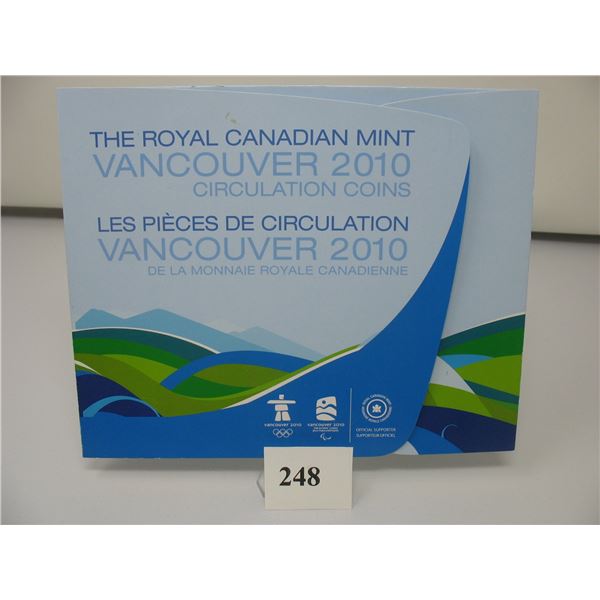 THE ROYAL CANADIAN MINT
VANCOUVER 2010
CIRCULATION COINS
LES PIÈCES DE CIRCULATION
VANCOUVER 2010
DE LA MONNAIE ROYALE CANADIENNE
vancouver 2010
vancouver 2010
OFFICIAL SUPPORTER
SUPPORTEUR OFFICIEL
248